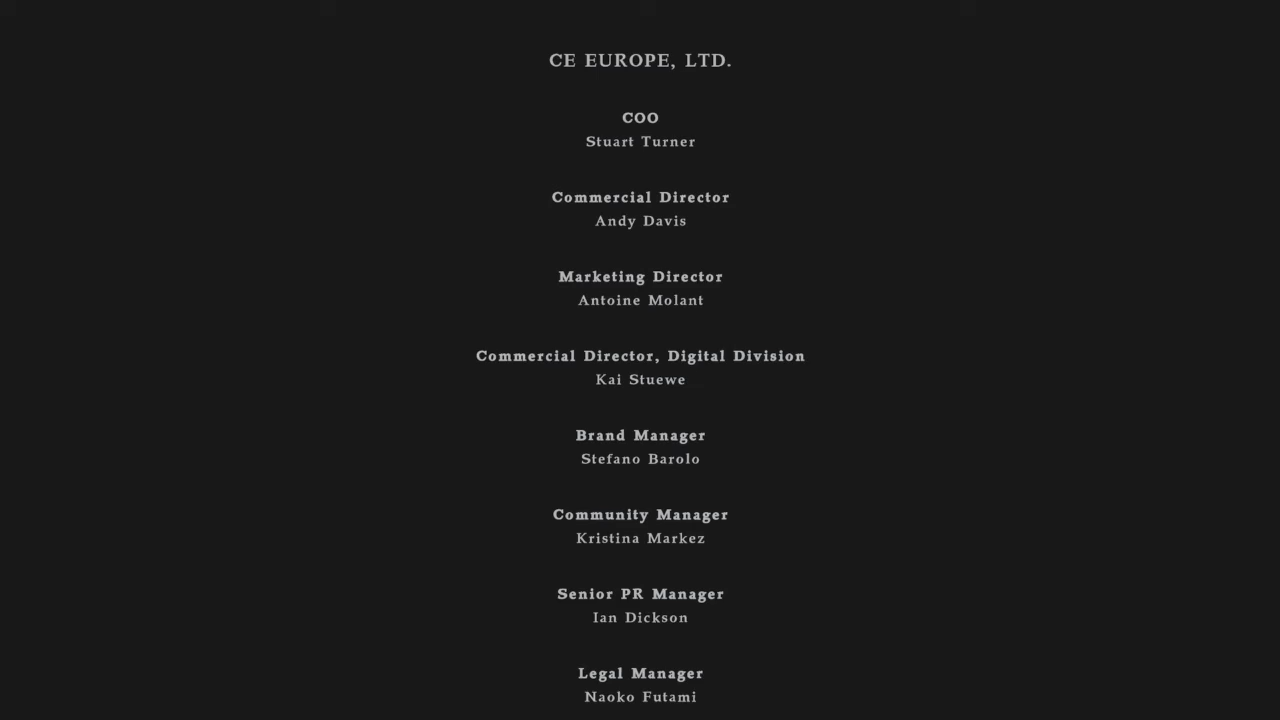 CE EUROPE, LTD.
COO
Stuart Turner
Commercial Director
Andy Davis
Marketing Director
Antoine Molant
Commercial Director, Digital Division
Kai Stuewe
Brand Manager
Stefano Barolo
Community Manager
Kristina Markez
Senior PR Manager
Ian Dickson
Legal Manager
Naoko Futami